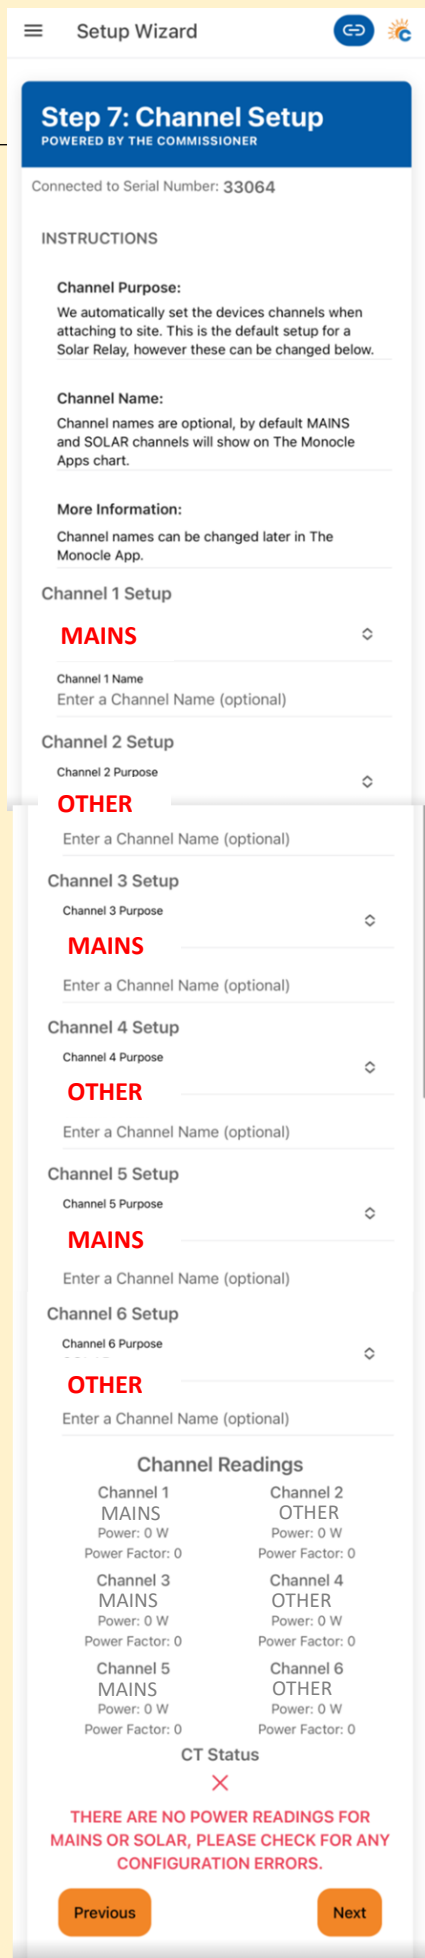 Setup Wizard
Step 7: Channel Setup
POWERED BY THE COMMISSIONER
Connected to Serial Number: 33064
INSTRUCTIONS
Channel Purpose:
We automatically set the devices channels when
attaching to site. This is the default setup for a
Solar Relay, however these can be changed below.
Channel Name:
Channel names are optional, by default MAINS
and SOLAR channels will show on The Monocle
Apps chart.
More Information:
Channel names can be changed later in The
Monocle App.
Channel 1 Setup
MAINS
Channel 1 Name
Enter a Channel Name (optional)
Channel 2 Setup
Channel 2 Purpose
OTHER
Enter a Channel Name (optional)
Channel 3 Setup
Channel 3 Purpose
MAINS
Enter a Channel Name (optional)
Channel 4 Setup
Channel 4 Purpose
OTHER
Enter a Channel Name (optional)
Channel 5 Setup
Channel 5 Purpose
MAINS
Enter a Channel Name (optional)
Channel 6 Setup
Channel 6 Purpose
OTHER
Enter a Channel Name (optional)
Channel Readings
Channel 1 Channel 2
MAINS OTHER
Power: 0 W Power: 0 W
Power Factor: 0 Power Factor: 0
Channel 3 Channel 4
MAINS OTHER
Power: 0 W Power: 0 W
Power Factor: 0 Power Factor: 0
Channel 5 Channel 6
MAINS OTHER
Power: 0 W Power: 0 W
Power Factor: 0 Power Factor: 0
CT Status
THERE ARE NO POWER READINGS FOR
MAINS OR SOLAR, PLEASE CHECK FOR ANY
CONFIGURATION ERRORS.
Previous Next